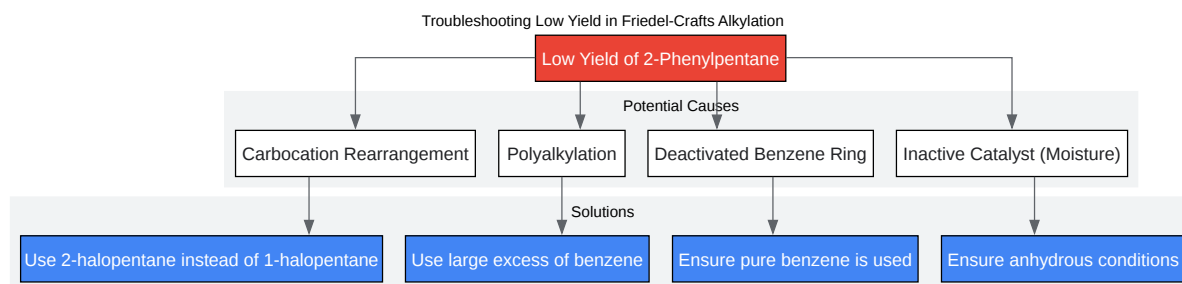 Troubleshooting Low Yield in Friedel-Crafts Alkylation
Low Yield of 2-Phenylpentane
Potential Causes
Carbocation Rearrangement
Polyalkylation
Deactivated Benzene Ring
Inactive Catalyst (Moisture)
Solutions
Use 2-halopentane instead of 1-halopentane
Use large excess of benzene
Ensure pure benzene is used
Ensure anhydrous conditions